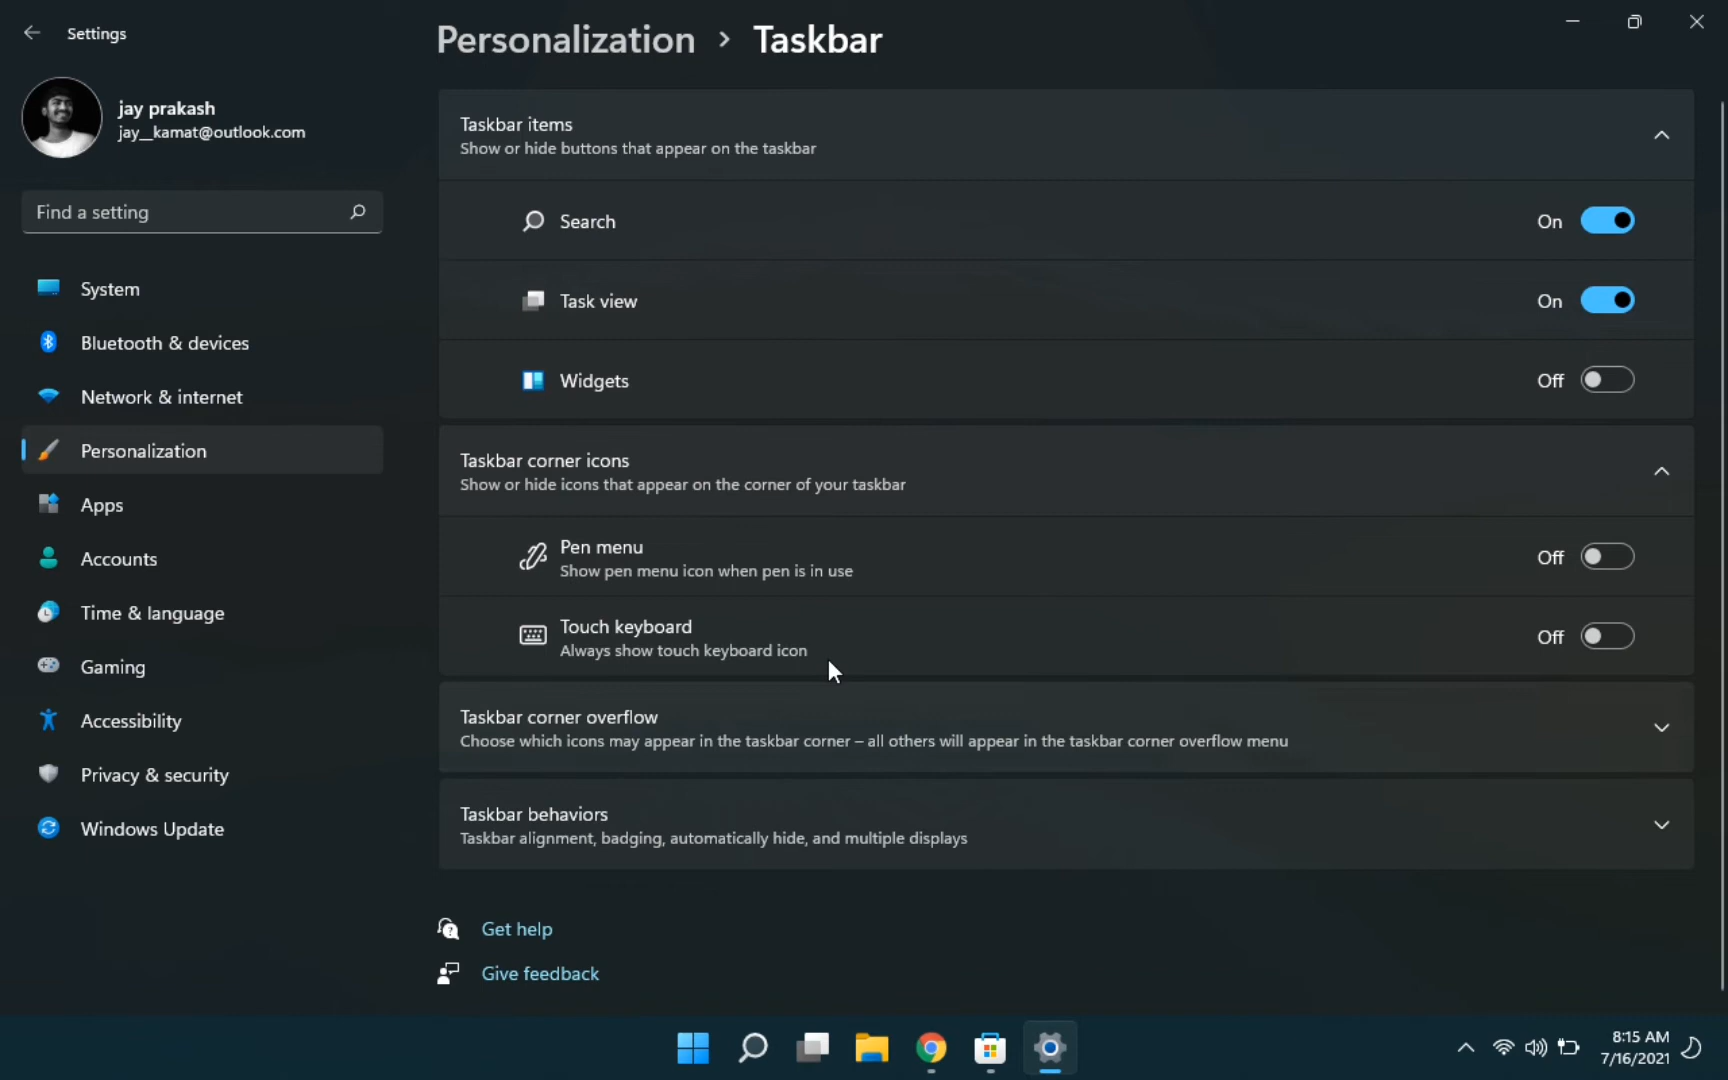 Settings
jay prakash
jay__kamat@outlook.com
Find a setting
System
Bluetooth & devices
Network & internet
Personalization
Apps
Accounts
Time & language
Gaming
Accessibility
Privacy & security
Windows Update
Personalization > Taskbar
Taskbar items
Show or hide buttons that appear on the taskbar
Search On
Task view On
Widgets Off
Taskbar corner icons
Show or hide icons that appear on the corner of your taskbar
Pen menu
Show pen menu icon when pen is in use
Off
Touch keyboard
Always show touch keyboard icon
Off
Taskbar corner overflow
Choose which icons may appear in the taskbar corner – all others will appear in the taskbar corner overflow menu
Taskbar behaviors
Taskbar alignment, badging, automatically hide, and multiple displays
Get help
Give feedback
8:15 AM
7/16/2021